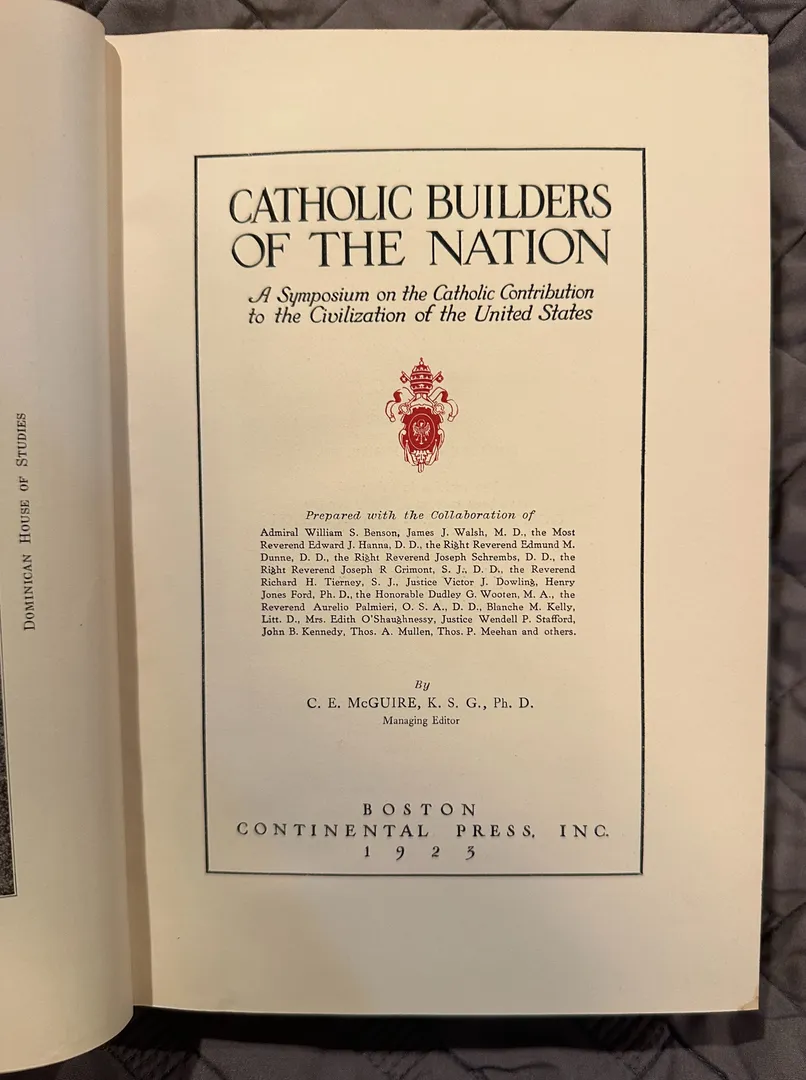 DOMINICAN HOUSE OF STUDIES
CATHOLIC BUILDERS
OF THE NATION
A Symposium on the Catholic Contribution
to the Civilization of the United States
Prepared with the Collaboration of
Admiral William S. Benson, James J. Walsh, M. D., the Most
Reverend Edward J. Hanna, D. D., the Right Reverend Edmund M.
Dunne, D. D., the Right Reverend Joseph Schrembs, D. D., the
Right Reverend Joseph R Crimont, S. J., D. D., the Reverend
Richard H. Tierney, S. J., Justice Victor J. Dowling, Henry
Jones Ford, Ph. D., the Honorable Dudley G. Wooten, M. A., the
Reverend Aurelio Palmieri, O. S. A., D. D., Blanche M. Kelly,
Litt. D., Mrs. Edith O'Shaughnessy, Justice Wendell P. Stafford,
John B. Kennedy, Thos. A. Mullen, Thos. P. Meehan and others.
By
C. E. McGUIRE, K. S. G., Ph. D.
Managing Editor
BOSTON
CONTINENTAL PRESS, INC.
1923